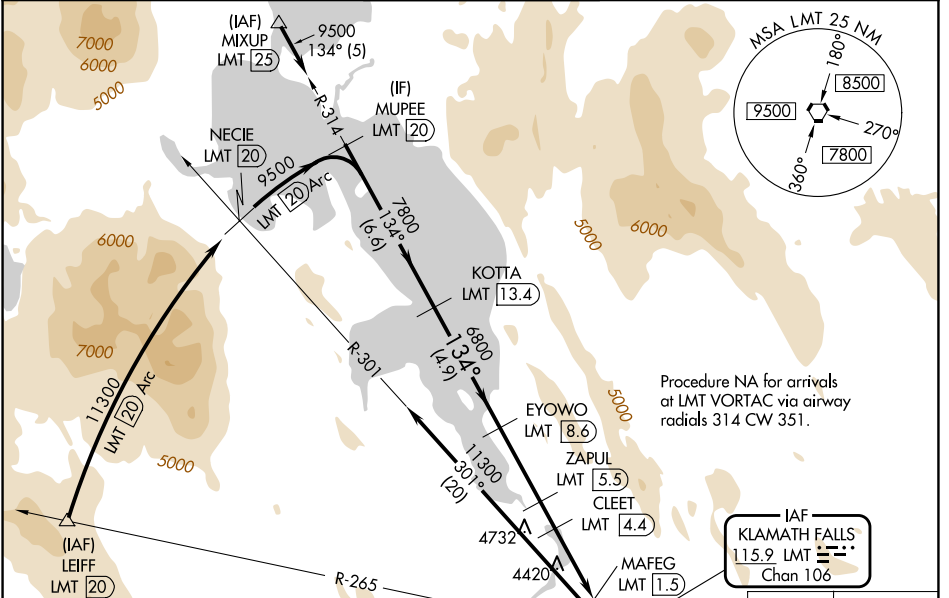 (IAF)
MIXUP
LMT 25
9500
134° (5)
7000
6000
5000
R-314
(IF)
MUPEE
LMT 20
NECIE
LMT 20
9500
LMT 20 Arc
MSA LMT 25 NM
180°
8500
9500
270°
7800
360°
7800
134°
(6.6)
5000
6000
6000
KOTTA
LMT 13.4
7000
6800
134°
(4.9)
R-301
11300
LMT 20 Arc
Procedure NA for arrivals
at LMT VORTAC via airway
radials 314 CW 351.
5000
EYOWO
LMT 8.6
5000
11300
301°
(20)
ZAPUL
LMT 5.5
CLEET
LMT 4.4
4732
4420
(IAF)
LEIFF
LMT 20
R-265
MAFEG
LMT 1.5
IAF
KLAMATH FALLS
115.9 LMT
Chan 106